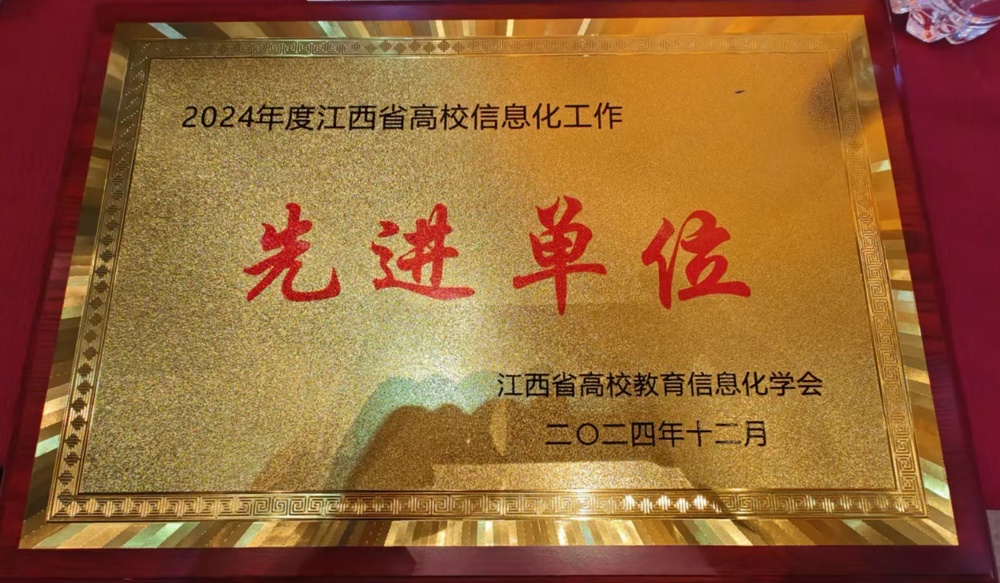 2024年度江西省高校信息化工作
先进单位
江西省高校教育信息化学会
二〇二四年十二月